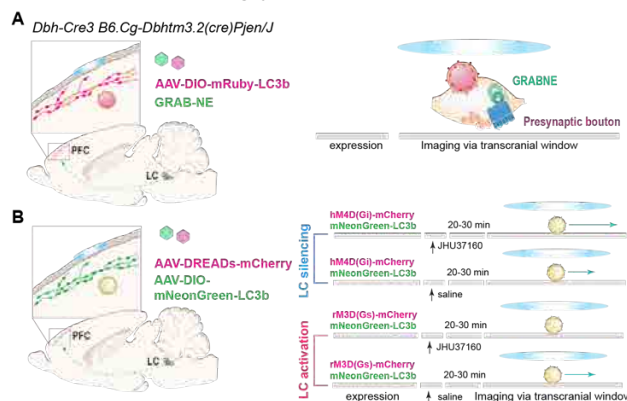 A
Dbh-Cre3 B6.Cg-Dbhtm3.2(cre)Pjen/J
AAV-DIO-mRuby-LC3b
GRAB-NE
PFC
LC
GRABNE
Presynaptic bouton
expression
Imaging via transcranial window
B
AAV-DREADs-mCherry
AAV-DIO-
mNeonGreen-LC3b
PFC
LC
LC silencing
hM4D(Gi)-mCherry
mNeonGreen-LC3b
20-30 min
JHU37160
hM4D(Gi)-mCherry
mNeonGreen-LC3b
20-30 min
saline
LC activation
rM3D(Gs)-mCherry
mNeonGreen-LC3b
20-30 min
JHU37160
rM3D(Gs)-mCherry
mNeonGreen-LC3b
20-30 min
expression
saline
Imaging via transcranial window